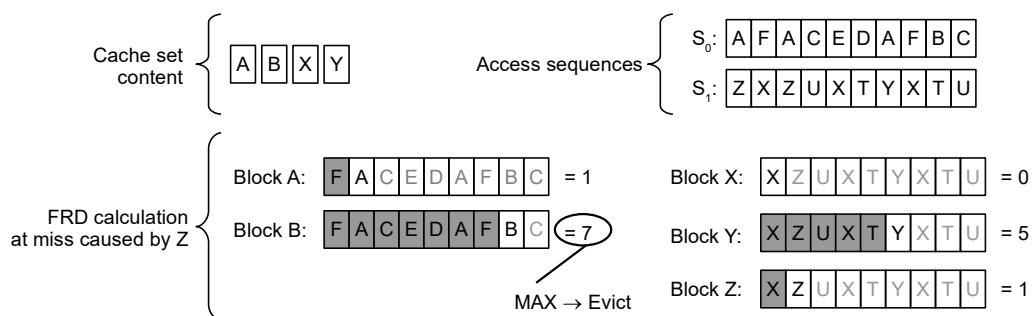 Cache set content
A B X Y
Access sequences
S0: A F A C E D A F B C
S1: Z X Z U X T Y X T U
FRD calculation at miss caused by Z
Block A: F A C E D A F B C = 1
Block B: F A C E D A F B C = 7
MAX → Evict
Block X: X Z U X T Y X T U = 0
Block Y: X Z U X T Y X T U = 5
Block Z: X Z U X T Y X T U = 1